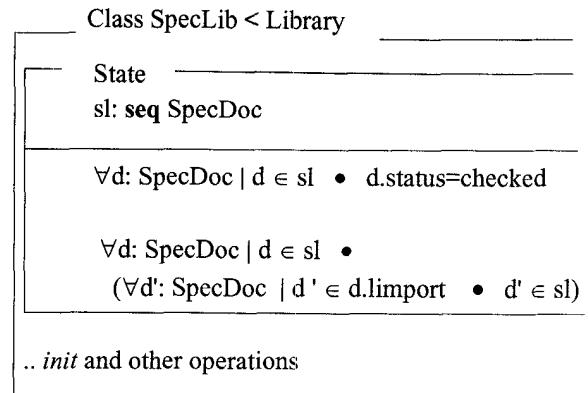 Class SpecLib < Library
State
sl: seq SpecDoc
∀d: SpecDoc | d ∈ sl • d.status=checked
∀d: SpecDoc | d ∈ sl •
(∀d': SpecDoc | d ' ∈ d.limport • d' ∈ sl)
.. init and other operations